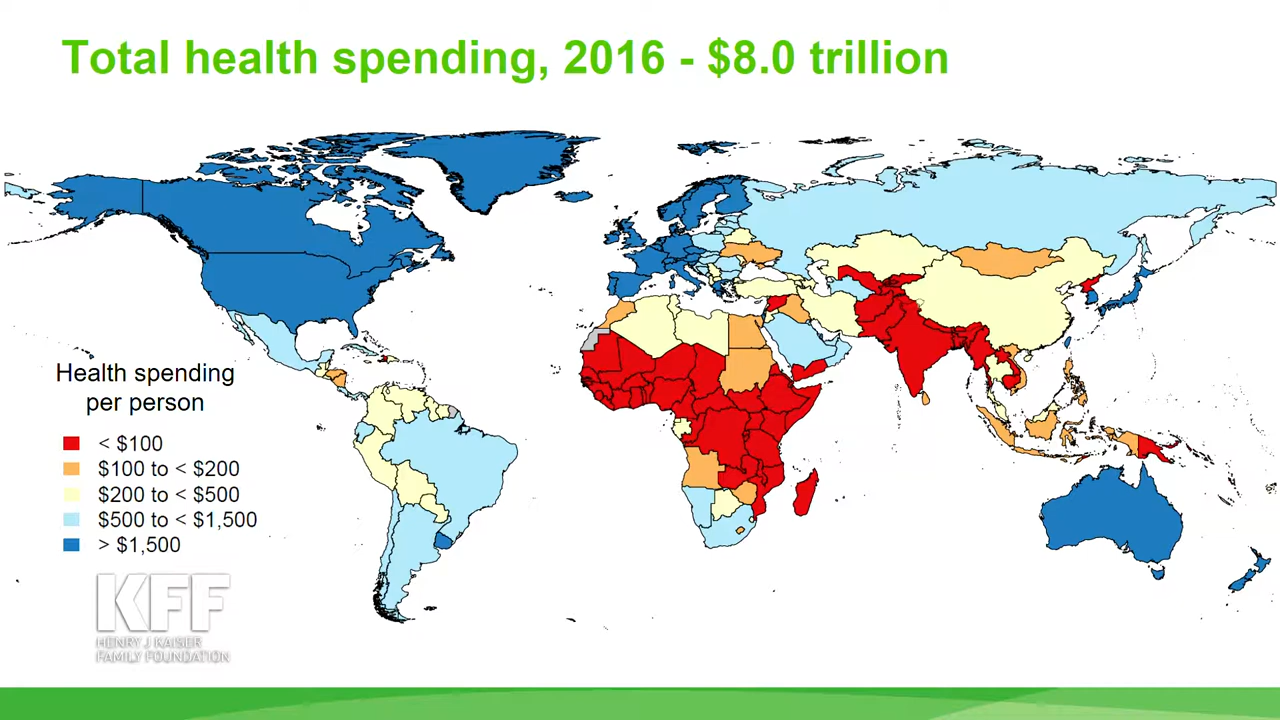 Total health spending, 2016 - $8.0 trillion
Health spending
per person
< $100
$100 to < $200
$200 to < $500
$500 to < $1,500
> $1,500
KFF
HENRY J KAISER
FAMILY FOUNDATION